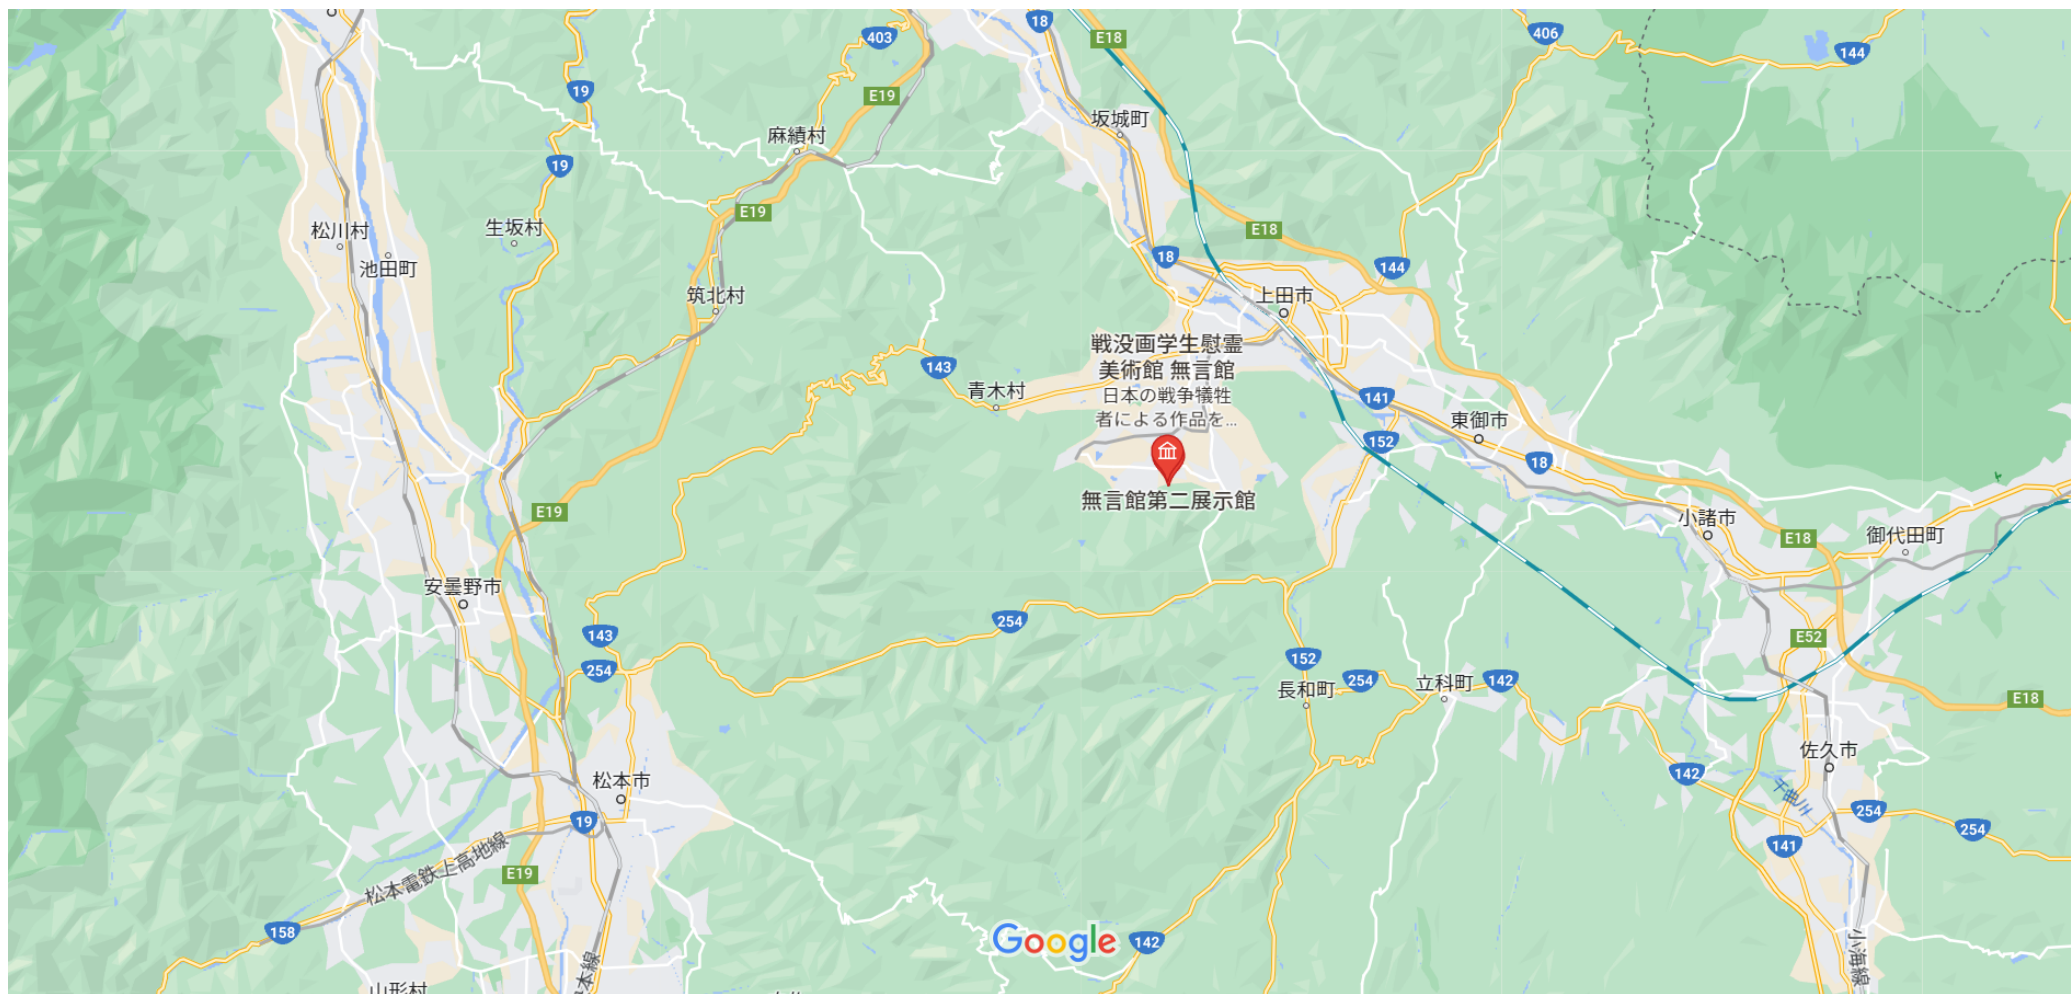 18
403
E18
406
144
19
E19
坂城町
麻績村
19
E19
生坂村
松川村
E18
池田町
18
144
筑北村
上田市
戦没画学生慰霊
美術館 無言館
日本の戦争犠牲
者による作品を...
143
青木村
141
東御市
152
18
無言館第二展示館
E19
小諸市
御代田町
E18
安曇野市
254
143
E52
152
254
254
長和町
立科町
142
E18
佐久市
松本市
142
千曲川
254
19
254
141
松本電鉄上高地線
E19
158
Google
142
小海線
本線
山形村